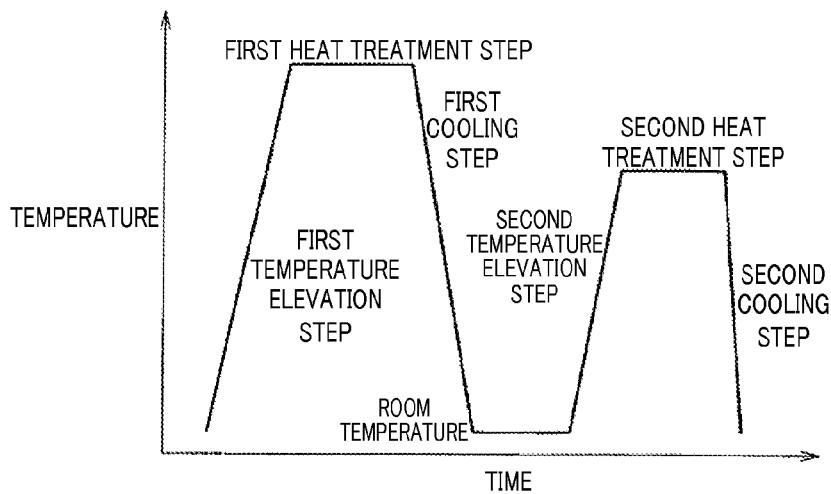 FIRST HEAT TREATMENT STEP
FIRST
COOLING
STEP
SECOND HEAT
TREATMENT STEP
TEMPERATURE
FIRST
TEMPERATURE
ELEVATION
STEP
SECOND
TEMPERATURE
ELEVATION
STEP
SECOND
COOLING
STEP
ROOM
TEMPERATURE
TIME